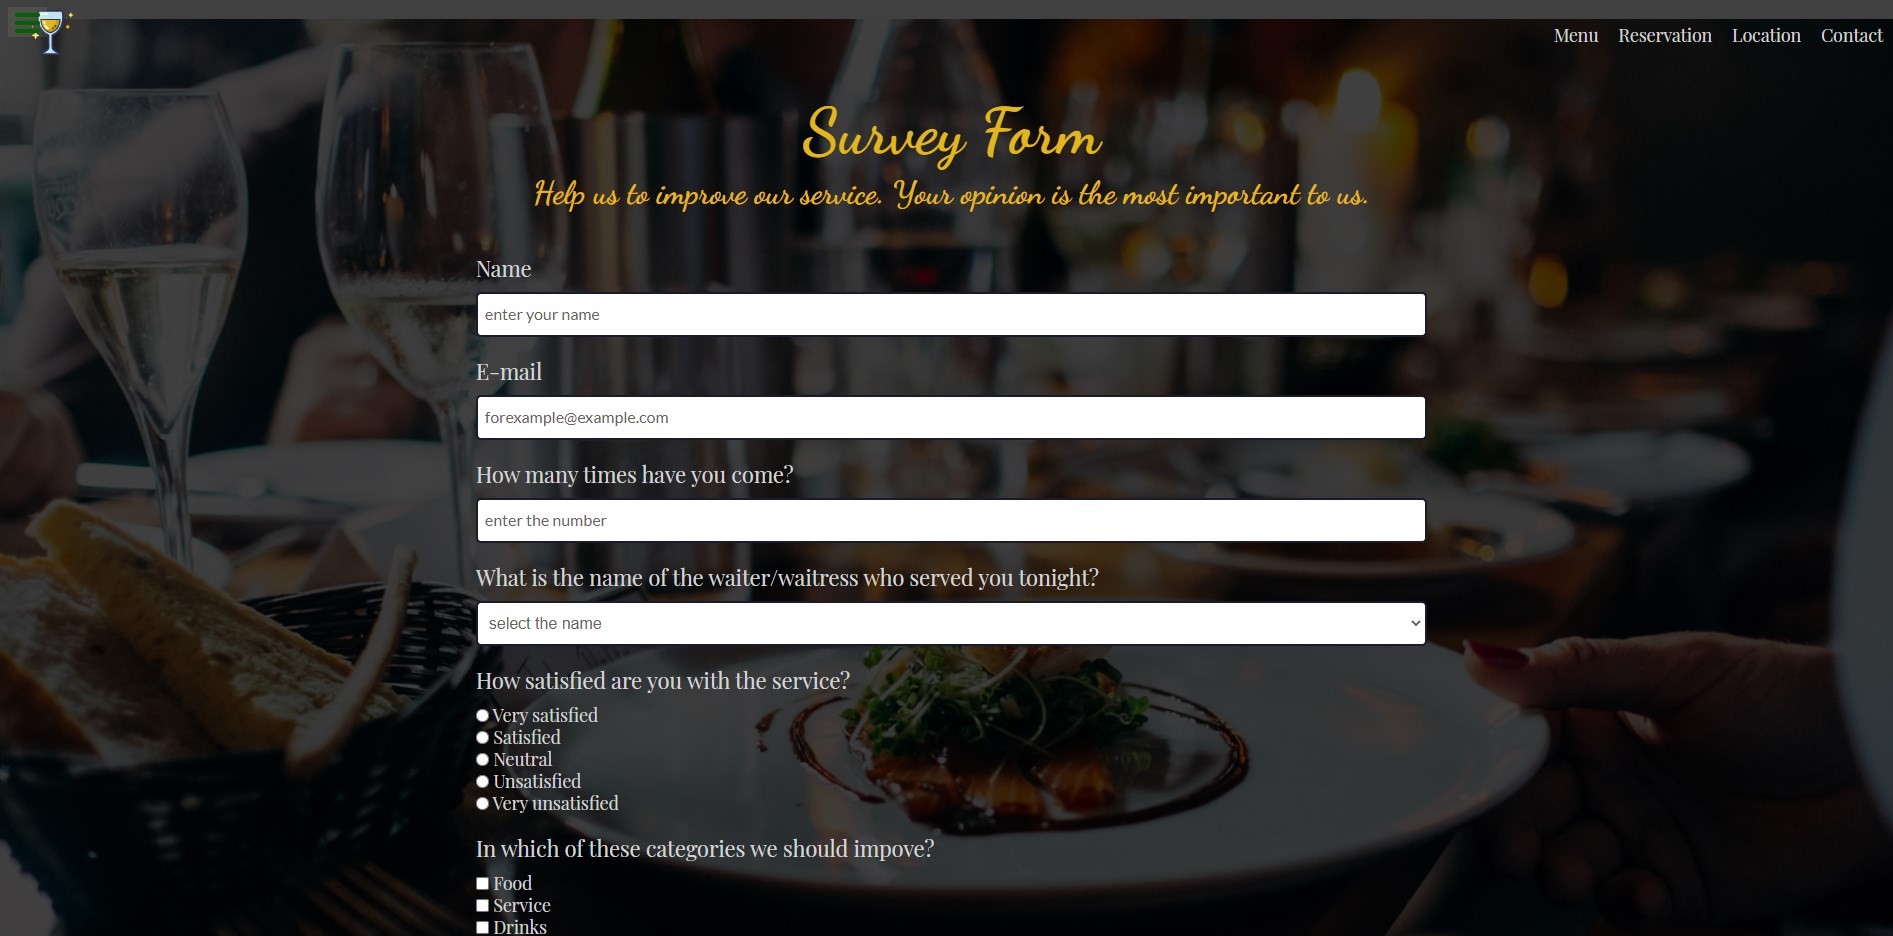 Menu Reservation Location Contact
Survey Form
Help us to improve our service. Your opinion is the most important to us.
Name
enter your name
E-mail
forexample@example.com
How many times have you come?
enter the number
What is the name of the waiter/waitress who served you tonight?
select the name
How satisfied are you with the service?
Very satisfied
Satisfied
Neutral
Unsatisfied
Very unsatisfied
In which of these categories we should impove?
Food
Service
Drinks